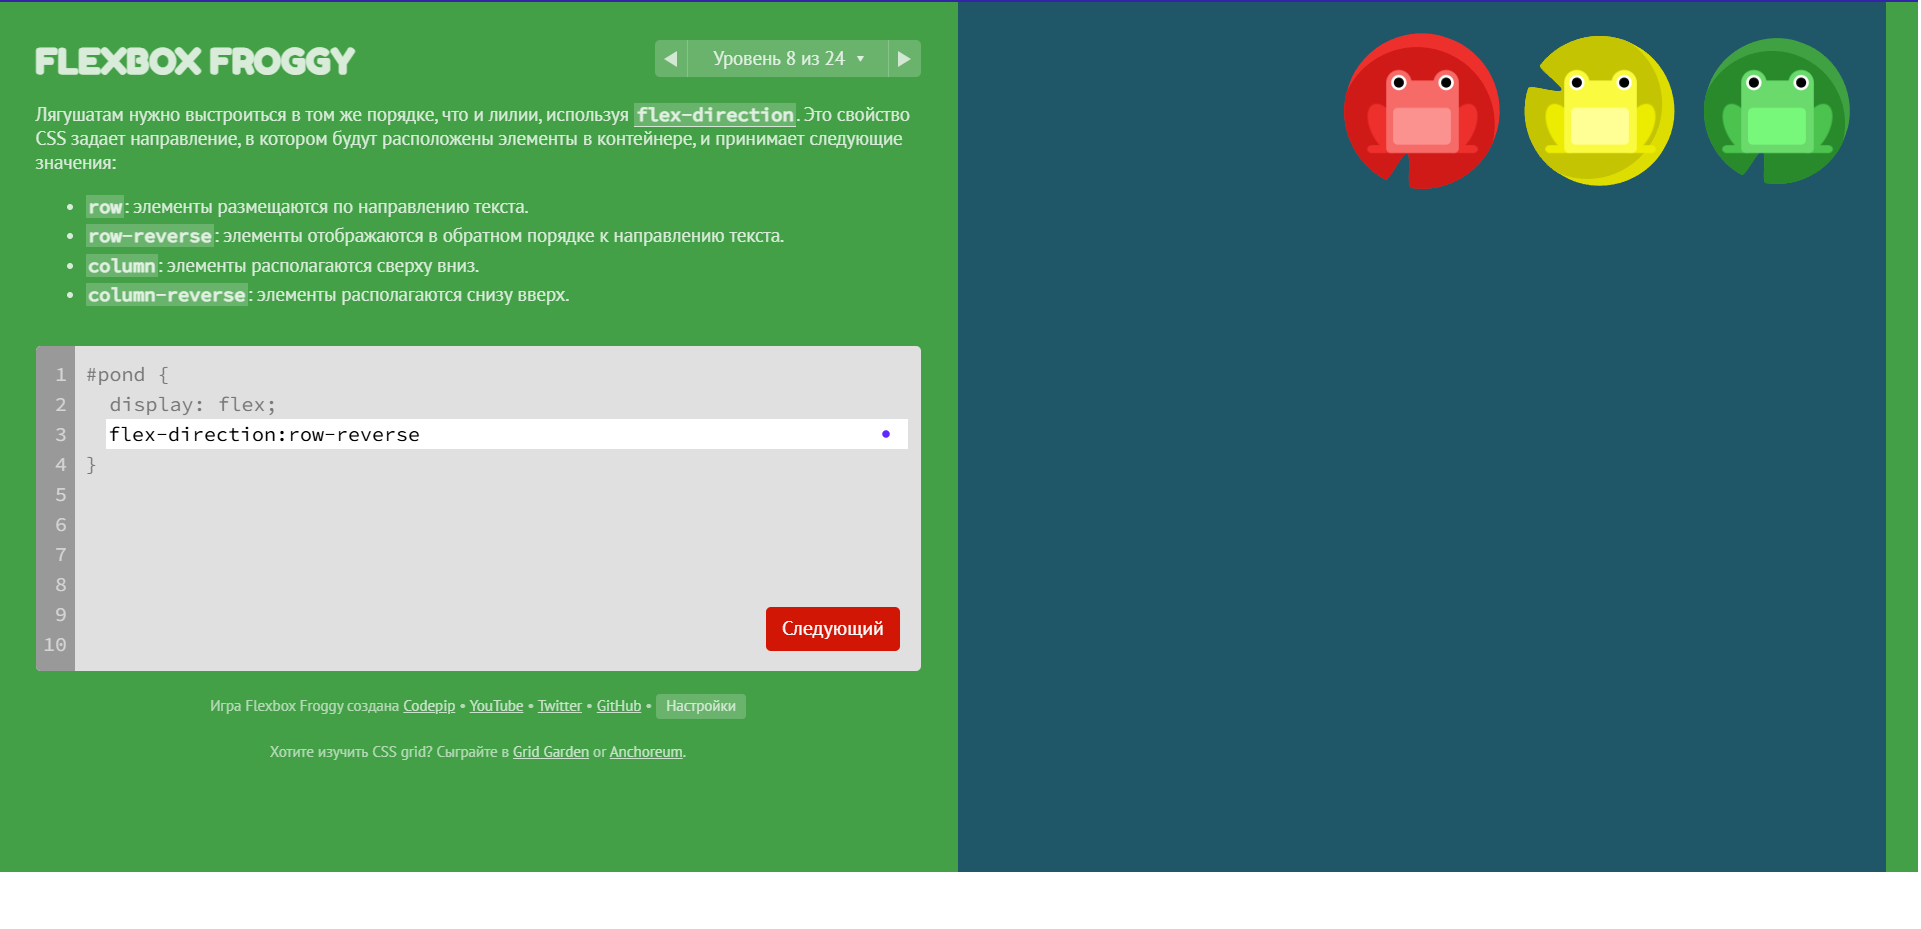 FLEXBOX FROGGY
◀ Уровень 8 из 24 ▼ ▶
Лягушатам нужно выстроиться в том же порядке, что и лилии, используя flex-direction. Это свойство
CSS задает направление, в котором будут расположены элементы в контейнере, и принимает следующие
значения:
• row: элементы размещаются по направлению текста.
• row-reverse: элементы отображаются в обратном порядке к направлению текста.
• column: элементы располагаются сверху вниз.
• column-reverse: элементы располагаются снизу вверх.
1 #pond {
2 display: flex;
3 flex-direction:row-reverse
4 }
5
6
7
8
9
10
Следующий
Игра Flexbox Froggy создана Codepip • YouTube • Twitter • GitHub • Настройки
Хотите изучить CSS grid? Сыграйте в Grid Garden or Anchoreum.